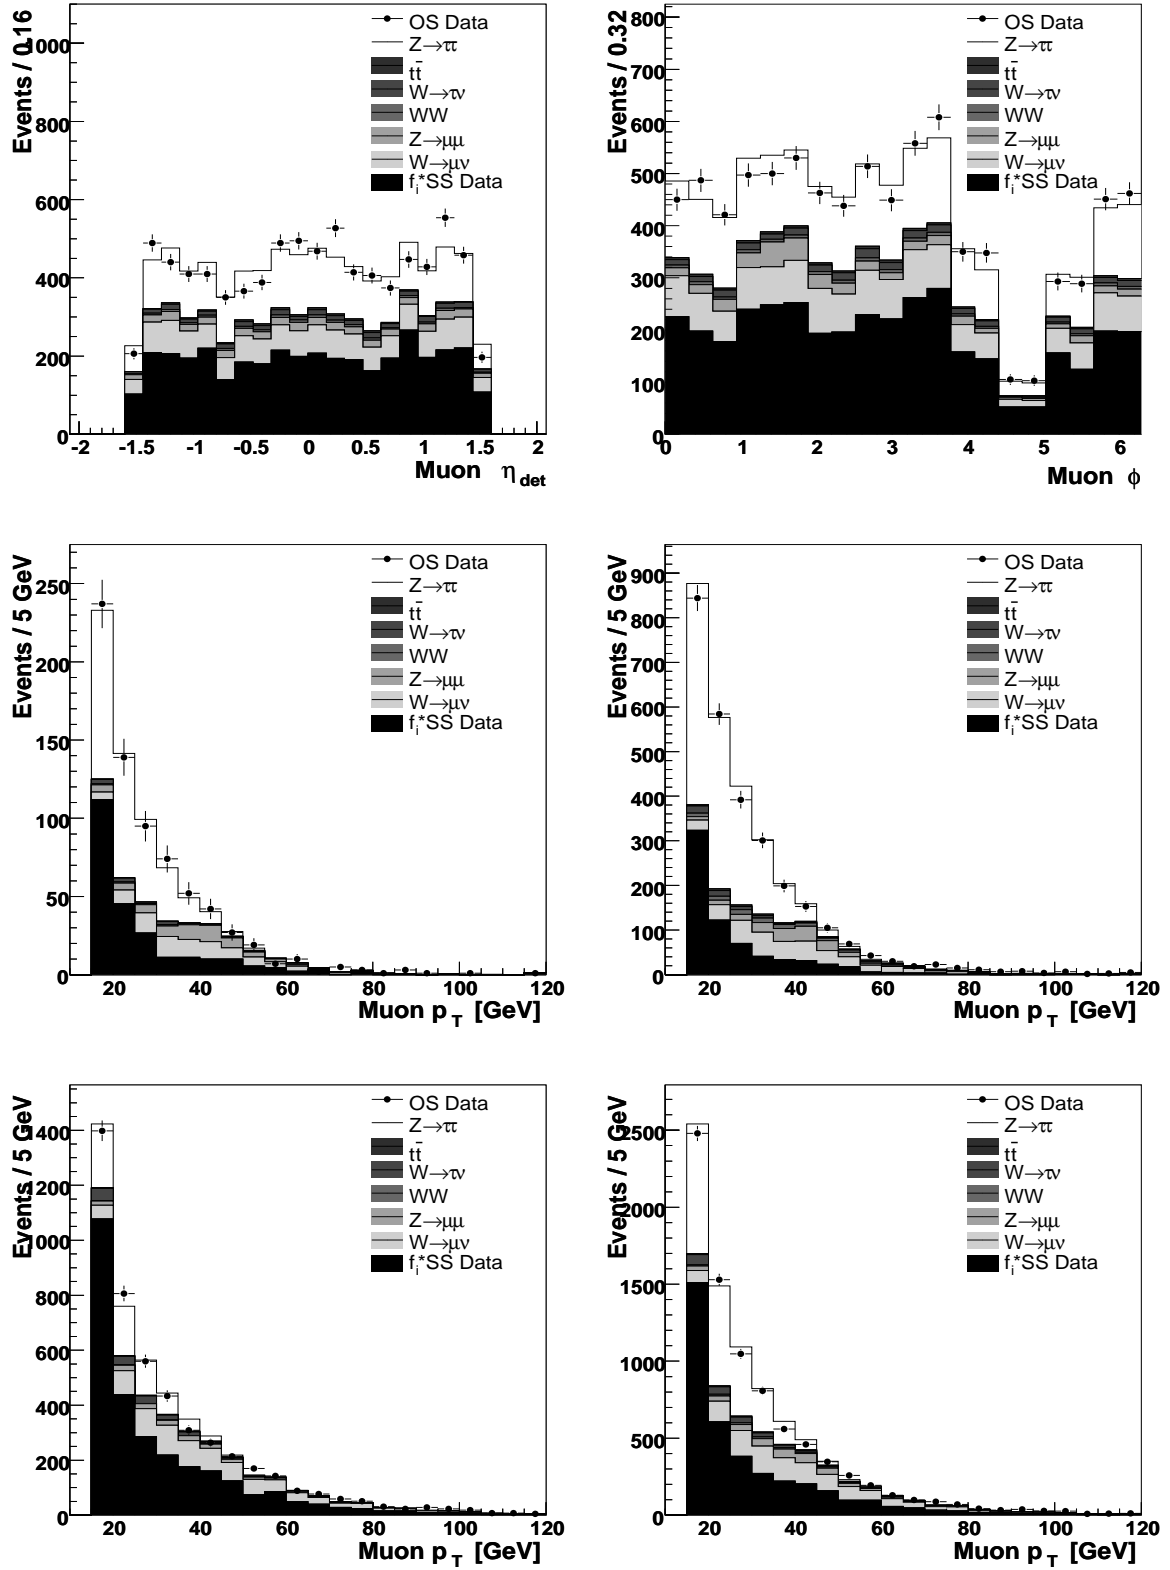 Events / 0.16
1000
800
600
400
200
0
OS Data
Z→ττ
tt̄
W→τν
WW
Z→μμ
W→μν
f_i*SS Data
-2 -1.5 -1 -0.5 0 0.5 1 1.5 2
Muon η_det
Events / 0.32
800
700
600
500
400
300
200
100
0
OS Data
Z→ττ
tt̄
W→τν
WW
Z→μμ
W→μν
f_i*SS Data
0 1 2 3 4 5 6
Muon ϕ
Events / 5 GeV
250
200
150
100
50
0
OS Data
Z→ττ
tt̄
W→τν
WW
Z→μμ
W→μν
f_i*SS Data
20 40 60 80 100 120
Muon p_T [GeV]
Events / 5 GeV
900
800
700
600
500
400
300
200
100
0
OS Data
Z→ττ
tt̄
W→τν
WW
Z→μμ
W→μν
f_i*SS Data
20 40 60 80 100 120
Muon p_T [GeV]
Events / 5 GeV
1400
1200
1000
800
600
400
200
0
OS Data
Z→ττ
tt̄
W→τν
WW
Z→μμ
W→μν
f_i*SS Data
20 40 60 80 100 120
Muon p_T [GeV]
Events / 5 GeV
2500
2000
1500
1000
500
0
OS Data
Z→ττ
tt̄
W→τν
WW
Z→μμ
W→μν
f_i*SS Data
20 40 60 80 100 120
Muon p_T [GeV]